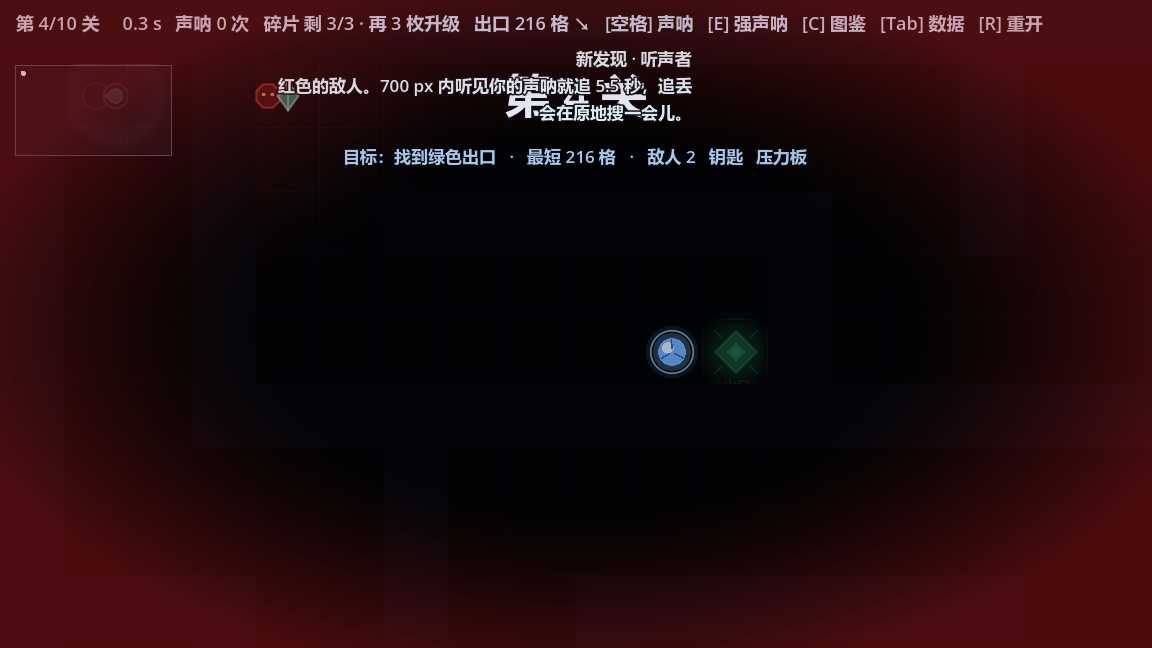 第 4/10 关 0.3 s 声呐 0 次 碎片 剩 3/3 · 再 3 枚升级 出口 216 格 ↘ [空格] 声呐 [E] 强声呐 [C] 图鉴 [Tab] 数据 [R] 重开
新发现 · 听声者
红色的敌人。700 px 内听见你的声呐就追 5.5 秒，追丢
会在原地搜一会儿。
第 4 关
目标：找到绿色出口 · 最短 216 格 · 敌人 2 钥匙 压力板